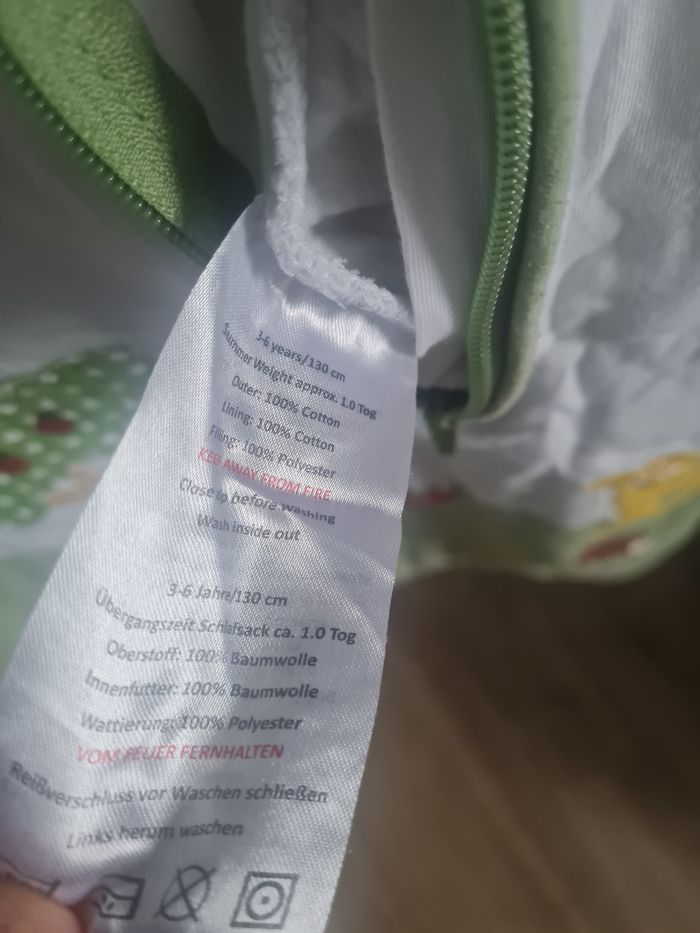 3-6 years/130 cm
Summer Weight approx. 1.0 Tog
Outer: 100% Cotton
Lining: 100% Cotton
Filing: 100% Polyester
KEP AWAY FROM FIRE
Close up before washing
Wash inside out
3-6 Jahre/130 cm
Übergangszeit Schlafsack ca. 1.0 Tog
Oberstoff: 100% Baumwolle
Innenfutter: 100% Baumwolle
Wattierung: 100% Polyester
VOM FEUER FERNHALTEN
Reißverschluss vor Waschen schließen
Links herum waschen